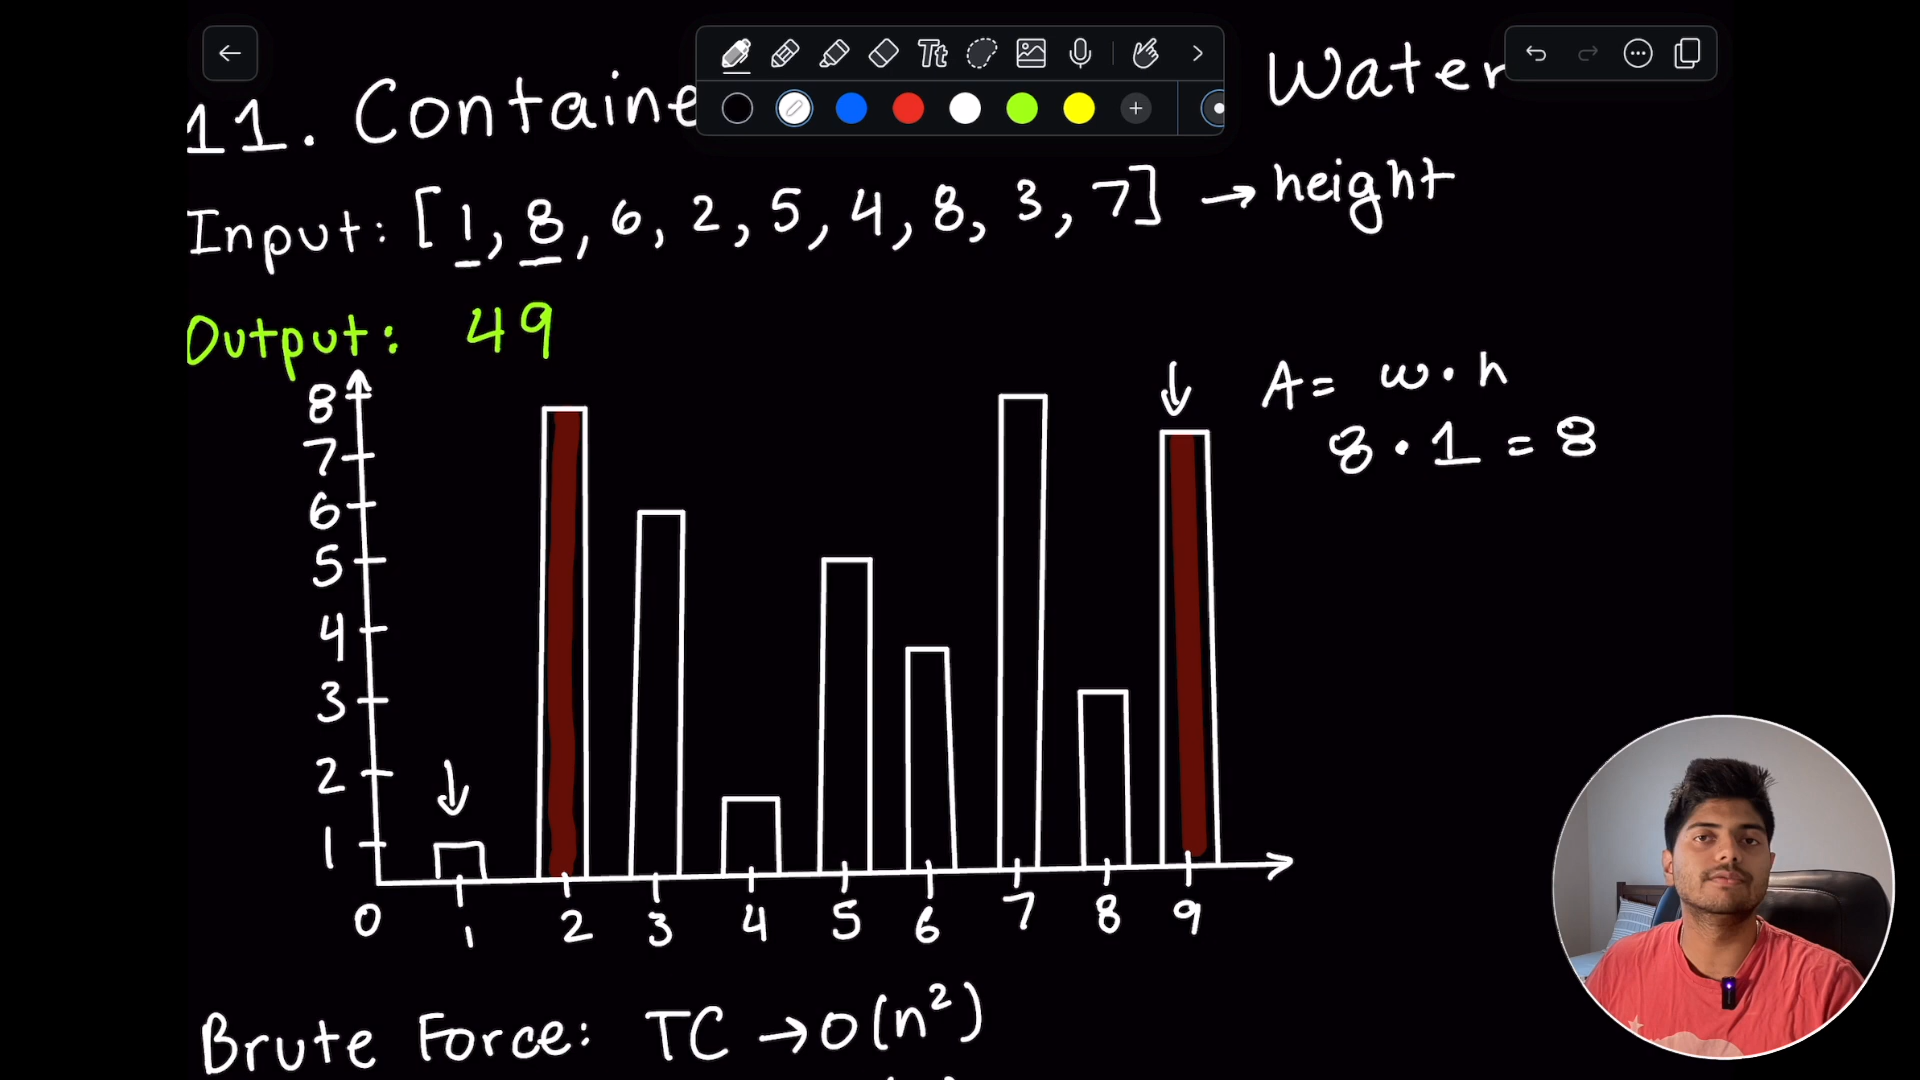 11. Containe Water
Input: [1, 8, 6, 2, 5, 4, 8, 3, 7] → height
Output: 49
A = w · h
8 · 1 = 8
8
7
6
5
4
3
2
1
0 1 2 3 4 5 6 7 8 9
Brute Force: TC → O(n²)
Tt